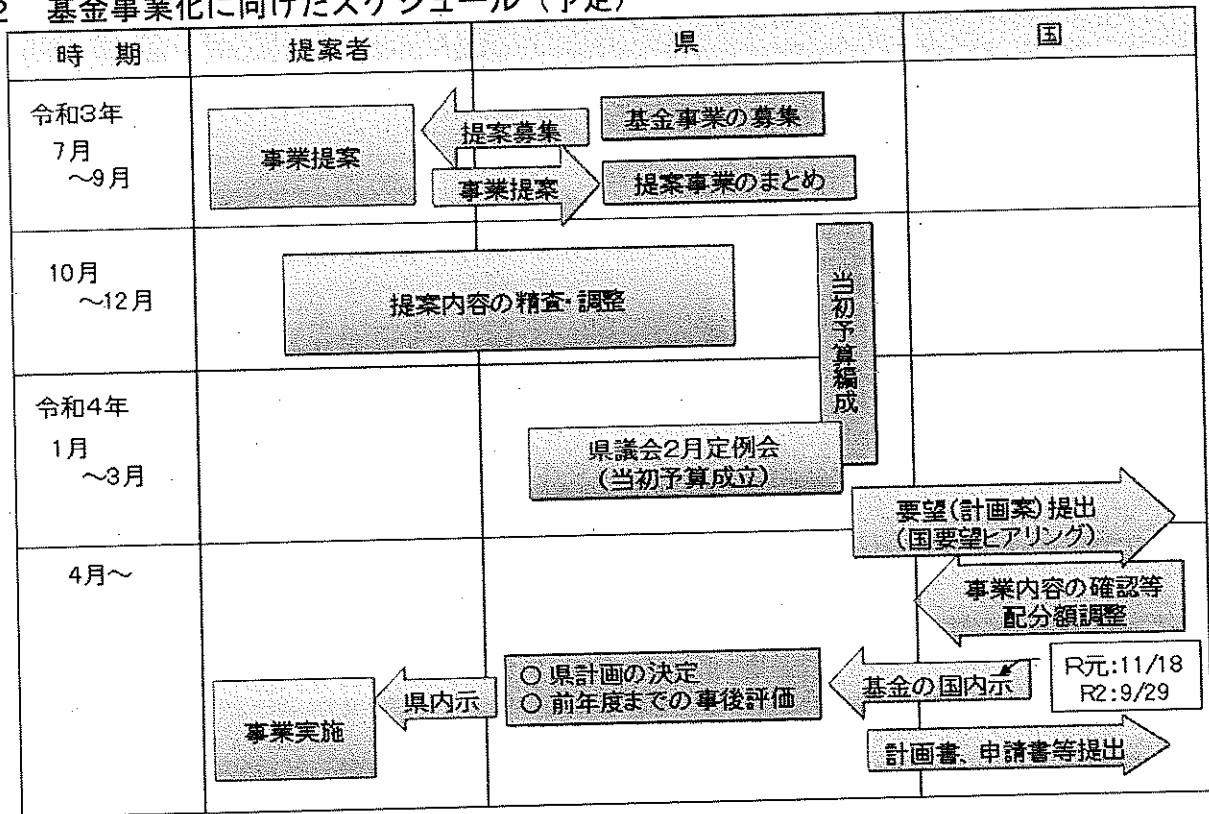 2 基金事業化に向けたスケジュール(予定)
時 期
提案者
県
国
令和3年
7月
～9月
事業提案
提案募集
基金事業の募集
事業提案
提案事業のまとめ
10月
～12月
提案内容の精査・調整
当初予算編成
令和4年
1月
～3月
県議会2月定例会
(当初予算成立)
要望(計画案)提出
(国要望ヒアリング)
4月～
事業内容の確認等
配分額調整
事業実施
県内示
○ 県計画の決定
○ 前年度までの事後評価
基金の国内示
R元:11/18
R2:9/29
計画書、申請書等提出